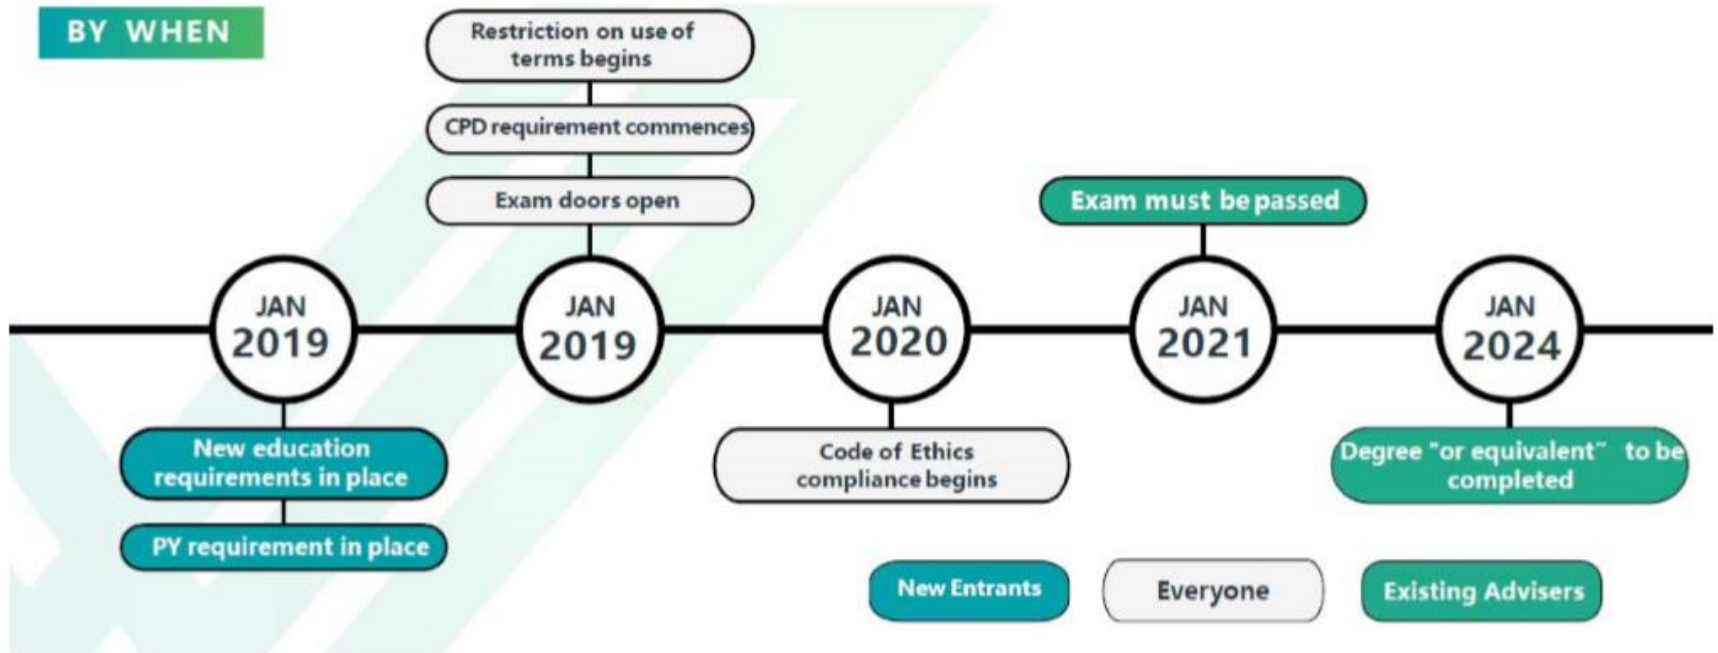 BY WHEN
Restriction on use of
terms begins
CPD requirement commences
Exam doors open
Exam must be passed
JAN
2019
JAN
2019
JAN
2020
JAN
2021
JAN
2024
New education
requirements in place
PY requirement in place
Code of Ethics
compliance begins
Degree "or equivalent" to be
completed
New Entrants
Everyone
Existing Advisers